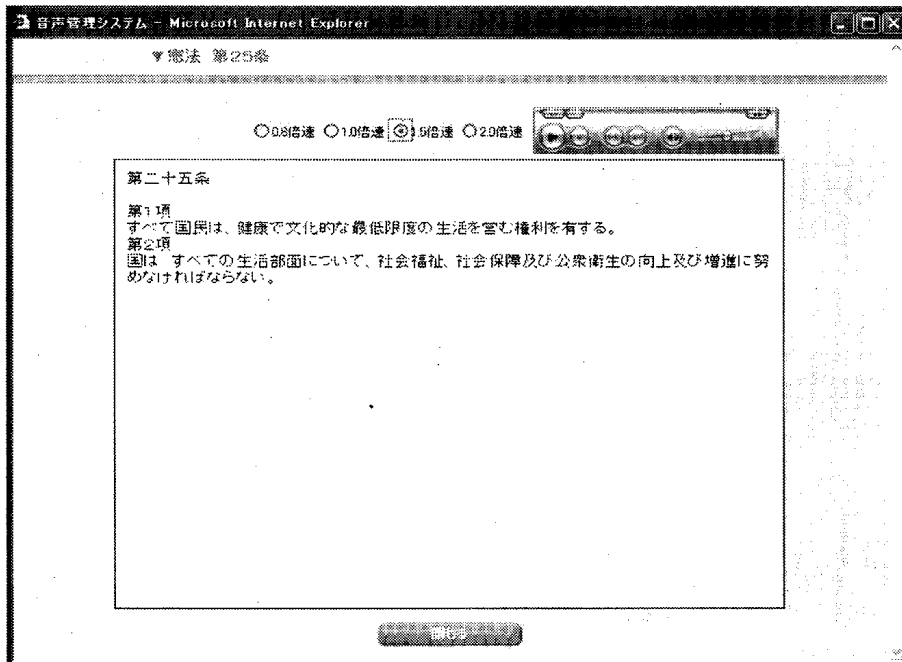 音声管理システム - Microsoft Internet Explorer
▼憲法 第25条
0.8倍速 1.0倍速 1.5倍速 2.0倍速
第二十五条
第1項
すべて国民は、健康で文化的な最低限度の生活を営む権利を有する。
第2項
国は すべての生活部面について、社会福祉、社会保障及び公衆衛生の向上及び増進に努
めなければならない。